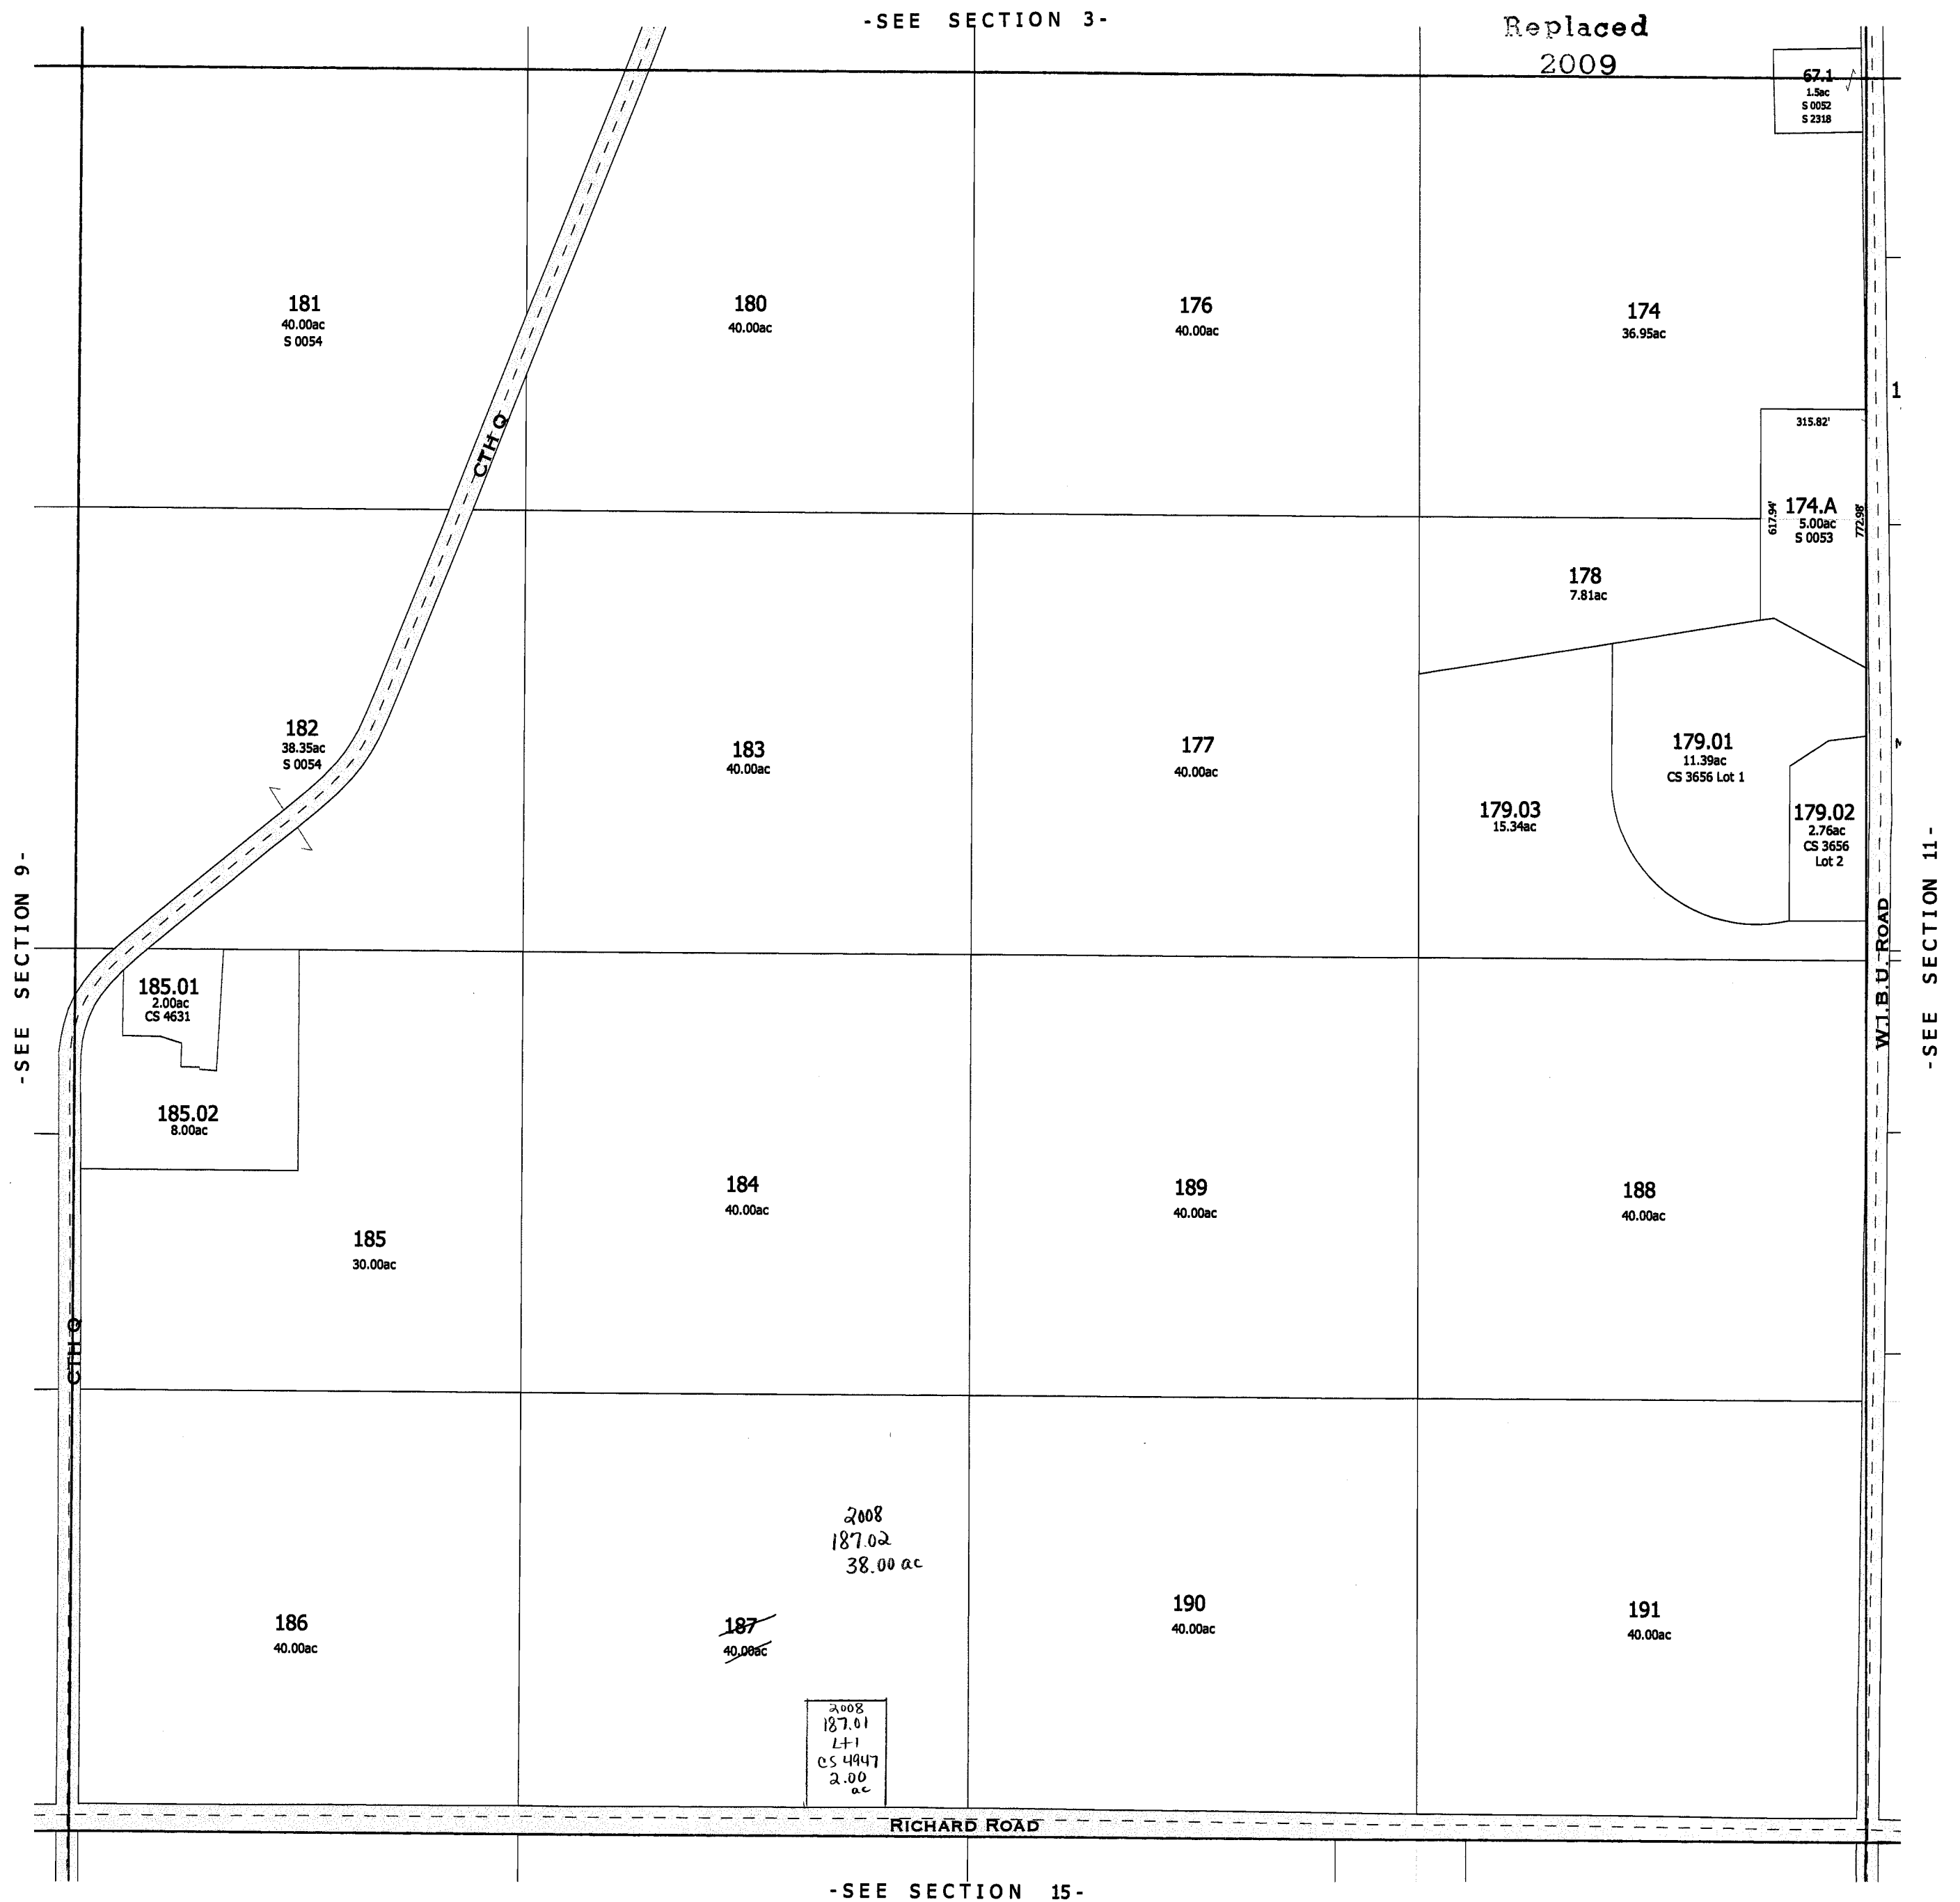 -SEE SECTION 3-
Replaced
2009
67.1
1.5ac
S 0052
S 2318
181
40.00ac
S 0054
180
40.00ac
176
40.00ac
174
36.95ac
1
CTH Q
315.82'
617.94'
174.A
5.00ac
S 0053
772.98'
178
7.81ac
182
38.35ac
S 0054
183
40.00ac
177
40.00ac
179.01
11.39ac
CS 3656 Lot 1
179.03
15.34ac
179.02
2.76ac
CS 3656
Lot 2
-SEE SECTION 9-
-SEE SECTION 11-
W.I.B.U. ROAD
185.01
2.00ac
CS 4631
185.02
8.00ac
184
40.00ac
189
40.00ac
188
40.00ac
185
30.00ac
CTH Q
2008
187.02
38.00 ac
186
40.00ac
187
40.00ac
190
40.00ac
191
40.00ac
2008
187.01
Lt 1
CS 4947
2.00
ac
RICHARD ROAD
-SEE SECTION 15-